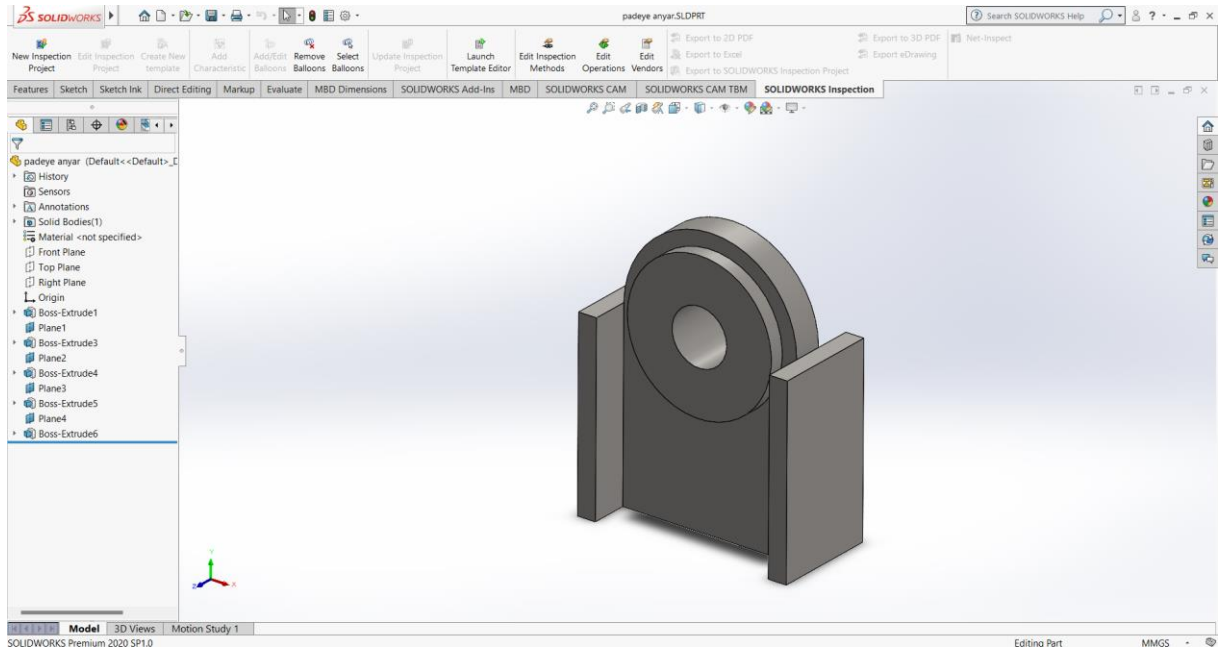 SOLIDWORKS
padeye anyar.SLDPRT
Search SOLIDWORKS Help
New Inspection Project
Edit Inspection Project
Create New template
Add Characteristic
Add/Edit Balloons
Remove Balloons
Select Balloons
Update Inspection Project
Launch Template Editor
Edit Inspection Methods
Edit Operations
Edit Vendors
Export to 2D PDF
Export to Excel
Export to SOLIDWORKS Inspection Project
Export to 3D PDF
Export eDrawing
Net-Inspect
Features Sketch Sketch Ink Direct Editing Markup Evaluate MBD Dimensions SOLIDWORKS Add-Ins MBD SOLIDWORKS CAM SOLIDWORKS CAM TBM SOLIDWORKS Inspection
padeye anyar (Default<<Default>_D
History
Sensors
Annotations
Solid Bodies(1)
Material <not specified>
Front Plane
Top Plane
Right Plane
Origin
Boss-Extrude1
Plane1
Boss-Extrude3
Plane2
Boss-Extrude4
Plane3
Boss-Extrude5
Plane4
Boss-Extrude6
Y
Z X
Model 3D Views Motion Study 1
SOLIDWORKS Premium 2020 SP1.0
Editing Part
MMGS